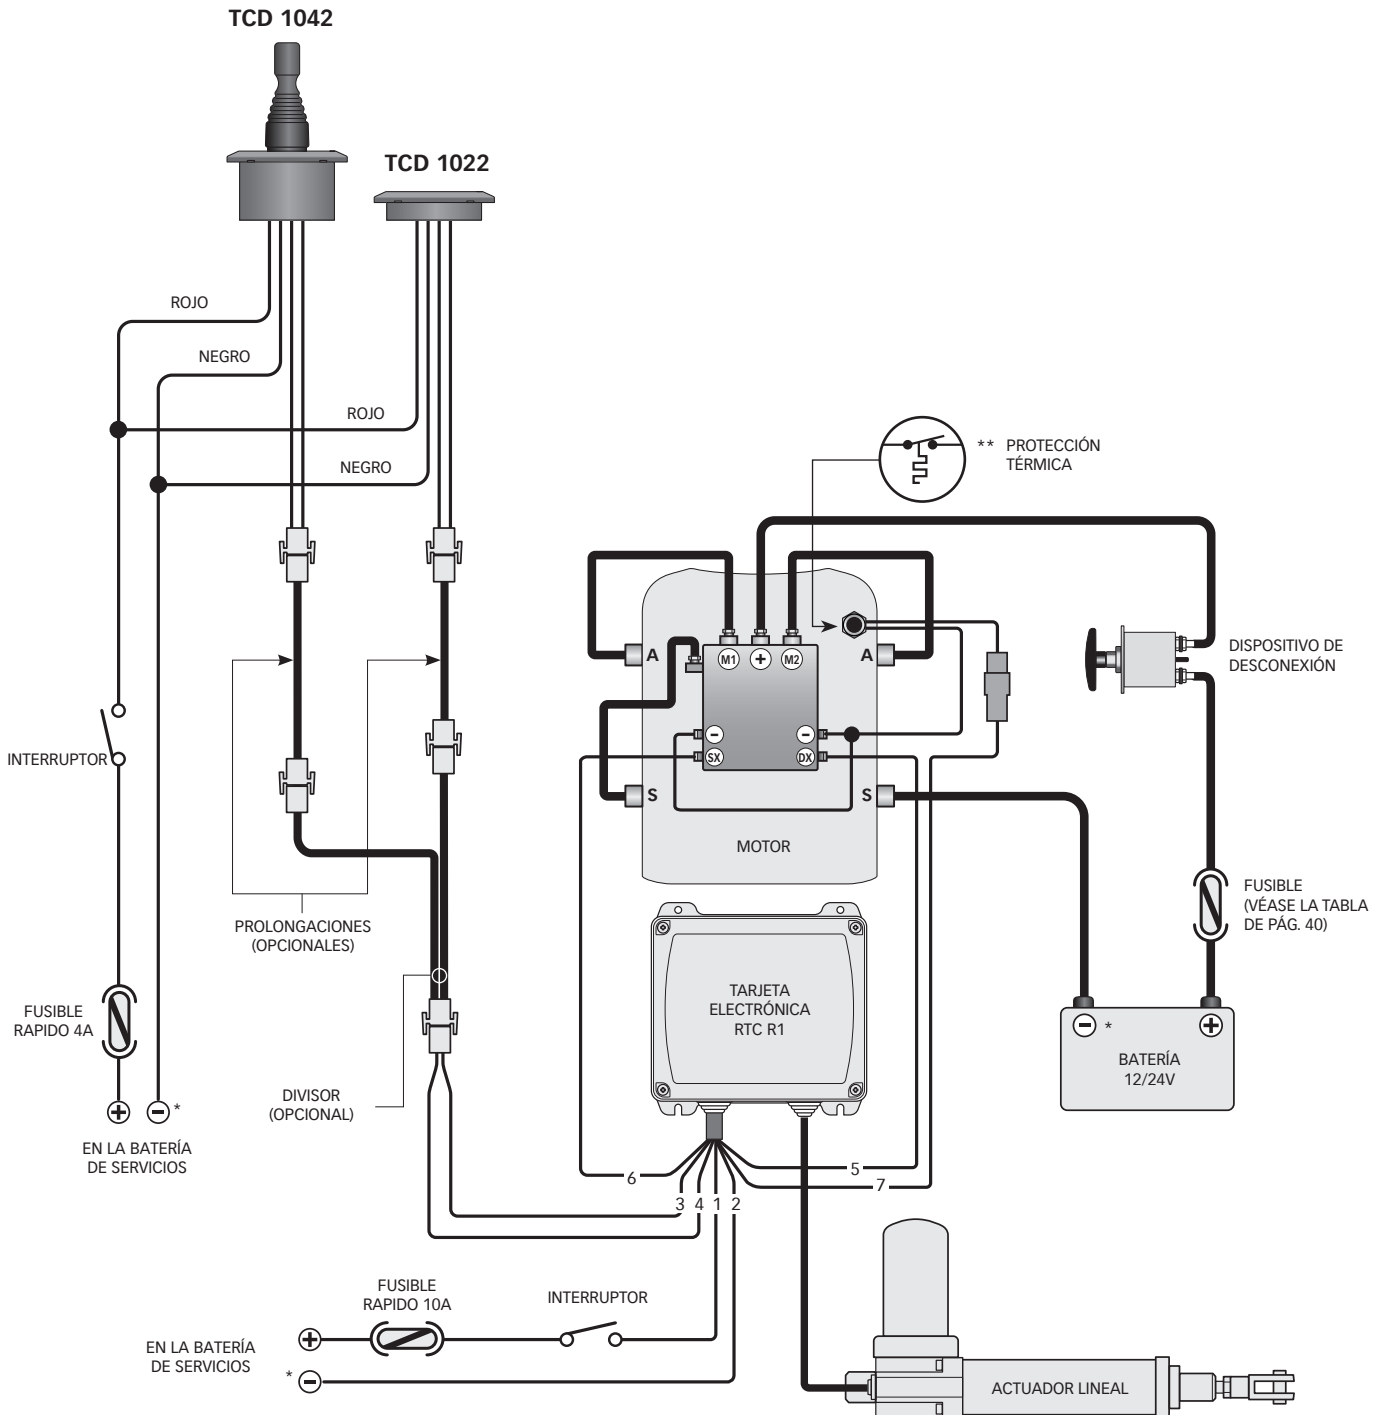 TCD 1042
TCD 1022
ROJO
NEGRO
ROJO
NEGRO
** PROTECCIÓN
TÉRMICA
DISPOSITIVO DE
DESCONEXIÓN
A
M1
+
M2
A
-
-
SX
DX
S
S
MOTOR
INTERRUPTOR
PROLONGACIONES
(OPCIONALES)
FUSIBLE
(VÉASE LA TABLA
DE PÁG. 40)
FUSIBLE
RAPIDO 4A
TARJETA
ELECTRÓNICA
RTC R1
- *
+
BATERÍA
12/24V
DIVISOR
(OPCIONAL)
+
- *
EN LA BATERÍA
DE SERVICIOS
6
5
7
3 4 1 2
FUSIBLE
RAPIDO 10A
INTERRUPTOR
EN LA BATERÍA
DE SERVICIOS
+
* -
ACTUADOR LINEAL